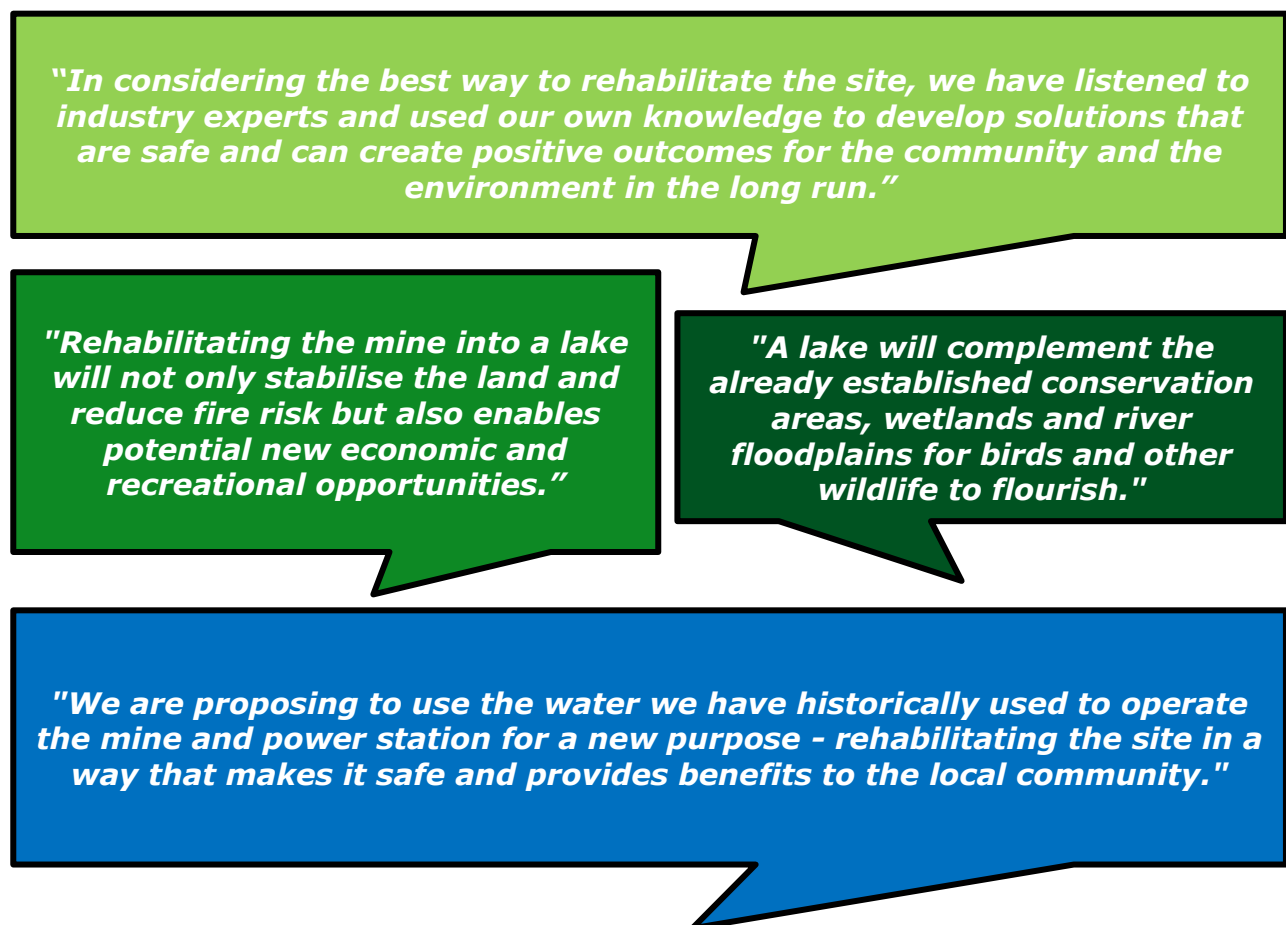 “In considering the best way to rehabilitate the site, we have listened to
industry experts and used our own knowledge to develop solutions that
are safe and can create positive outcomes for the community and the
environment in the long run.”
"Rehabilitating the mine into a lake
will not only stabilise the land and
reduce fire risk but also enables
potential new economic and
recreational opportunities.”
"A lake will complement the
already established conservation
areas, wetlands and river
floodplains for birds and other
wildlife to flourish."
"We are proposing to use the water we have historically used to operate
the mine and power station for a new purpose - rehabilitating the site in a
way that makes it safe and provides benefits to the local community."